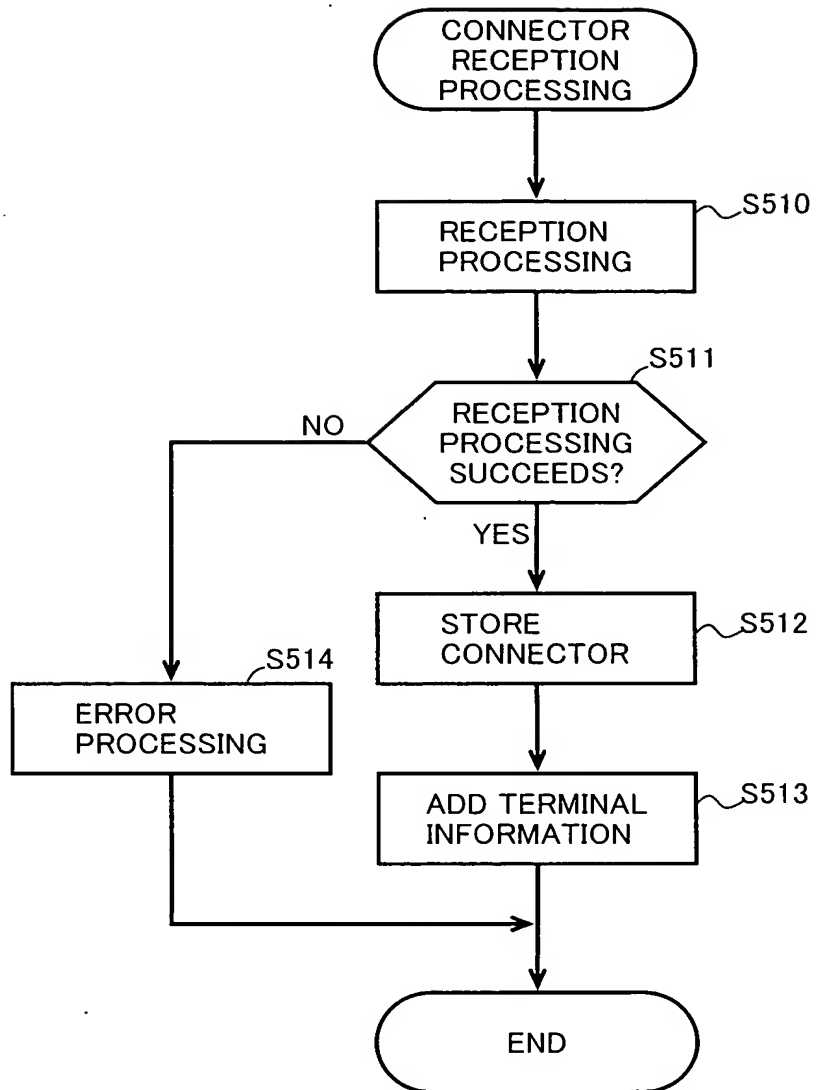 CONNECTOR
RECEPTION
PROCESSING
S510
RECEPTION
PROCESSING
S511
RECEPTION
PROCESSING
SUCCEEDS?
NO
YES
S512
STORE
CONNECTOR
S514
ERROR
PROCESSING
S513
ADD TERMINAL
INFORMATION
END